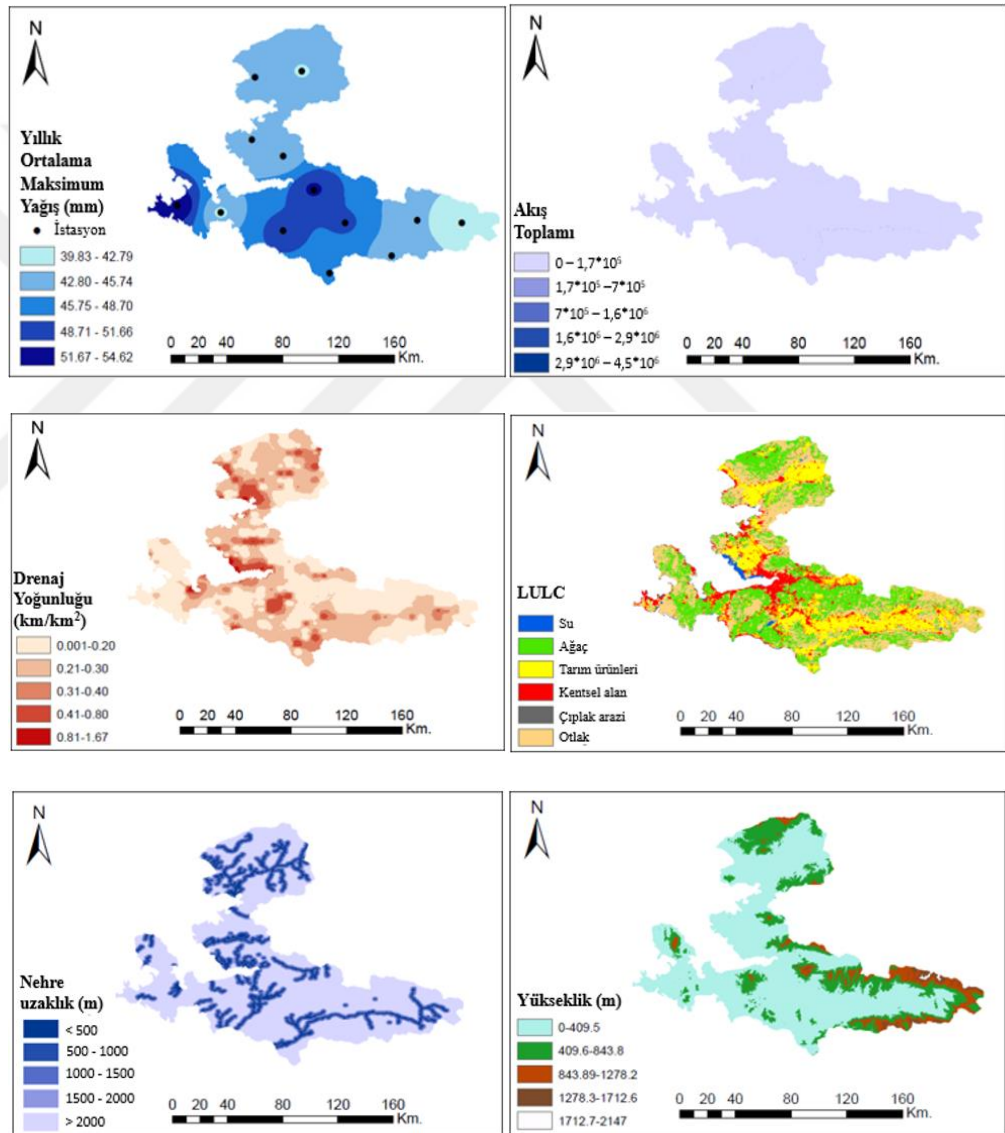 N
Yıllık
Ortalama
Maksimum
Yağış (mm)
İstasyon
39.83 - 42.79
42.80 - 45.74
45.75 - 48.70
48.71 - 51.66
51.67 - 54.62
0 20 40 80 120 160
Km.
N
Akış
Toplamı
0 – 1,7*10⁵
1,7*10⁵ –7*10⁵
7*10⁵ – 1,6*10⁶
1,6*10⁶ – 2,9*10⁶
2,9*10⁶ – 4,5*10⁶
0 20 40 80 120 160
Km.
N
Drenaj
Yoğunluğu
(km/km²)
0.001-0.20
0.21-0.30
0.31-0.40
0.41-0.80
0.81-1.67
0 20 40 80 120 160
Km.
N
LULC
Su
Ağaç
Tarım ürünleri
Kentsel alan
Çıplak arazi
Otlak
0 20 40 80 120 160
Km.
N
Nehre
uzaklık (m)
< 500
500 - 1000
1000 - 1500
1500 - 2000
> 2000
0 20 40 80 120 160
Km.
N
Yükseklik (m)
0-409.5
409.6-843.8
843.89-1278.2
1278.3-1712.6
1712.7-2147
0 20 40 80 120 160
Km.